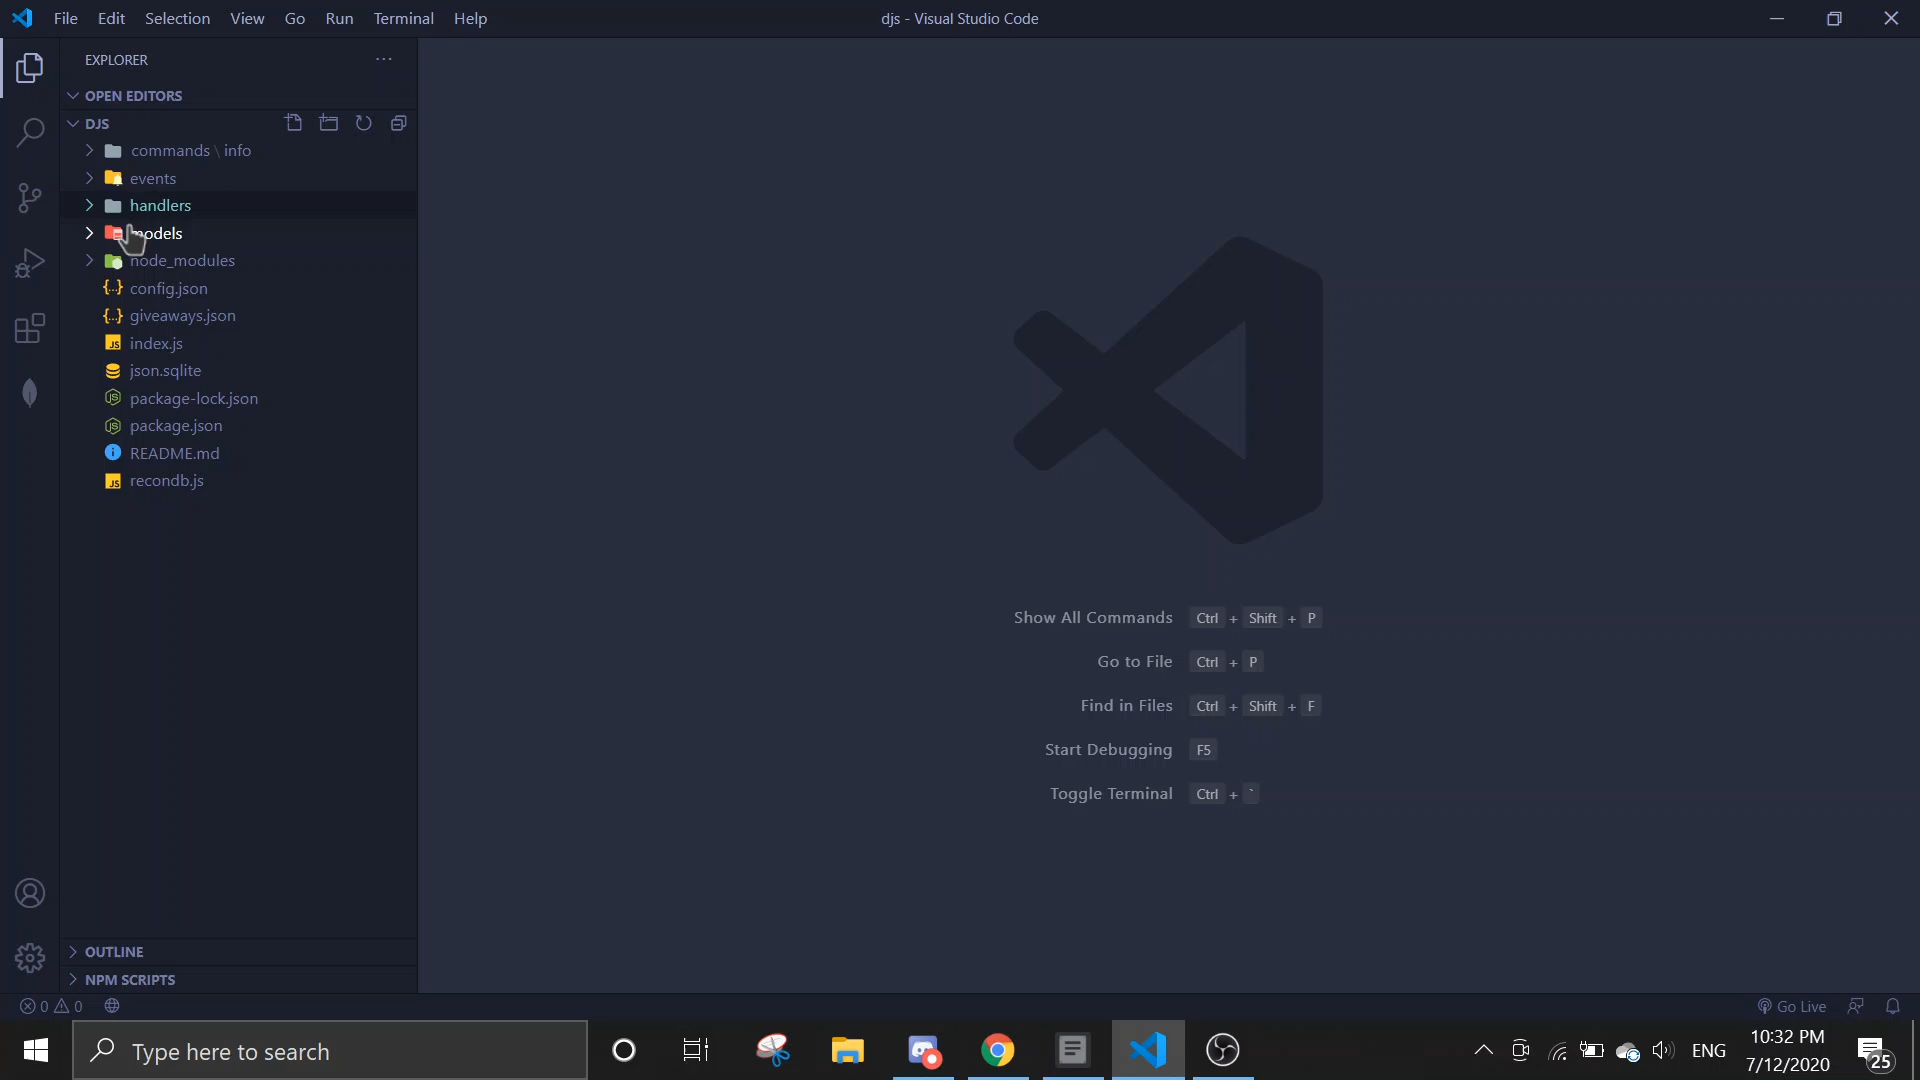 File Edit Selection View Go Run Terminal Help
djs - Visual Studio Code
EXPLORER
OPEN EDITORS
DJS
commands \ info
events
handlers
models
node_modules
config.json
giveaways.json
index.js
json.sqlite
package-lock.json
package.json
README.md
recondb.js
Show All Commands Ctrl + Shift + P
Go to File Ctrl + P
Find in Files Ctrl + Shift + F
Start Debugging F5
Toggle Terminal Ctrl + `
OUTLINE
NPM SCRIPTS
0 0
Go Live
Type here to search
ENG
10:32 PM
7/12/2020
25